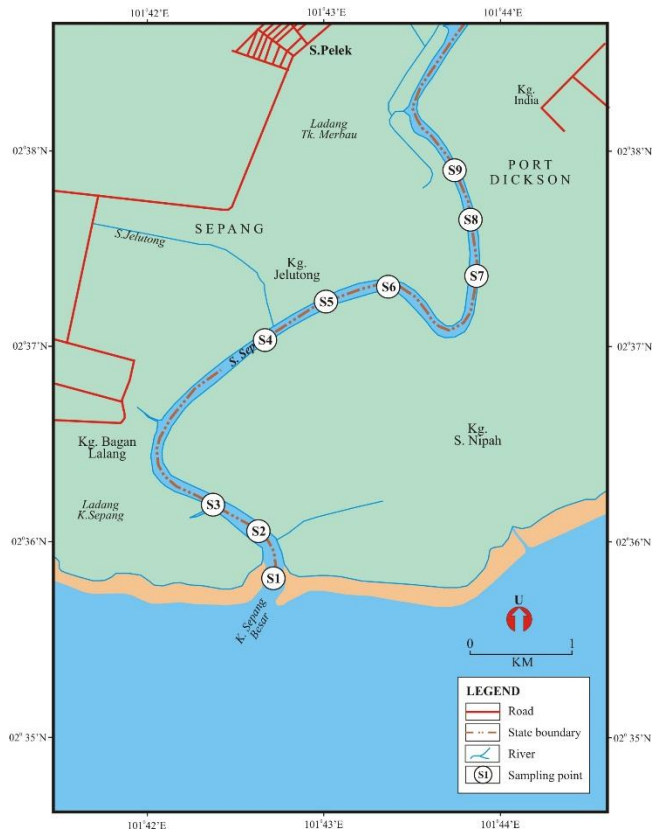 101°42'E 101°43'E 101°44'E
S.Pelek
Kg.
India
Ladang
Tk. Merbau
02°38'N 02°38'N
PORT
DICKSON
S9
S8
SEPANG
S.Jelutong
Kg.
Jelutong
S7
S6
S5
S4
02°37'N 02°37'N
Kg. Bagan
Lalang
Kg.
S. Nipah
Ladang
K.Sepang
S3
S2
02°36'N 02°36'N
S1
K. Sepang
Besar
U
0 1
KM
LEGEND
Road
State boundary
River
S1 Sampling point
02°35'N 02°35'N
101°42'E 101°43'E 101°44'E